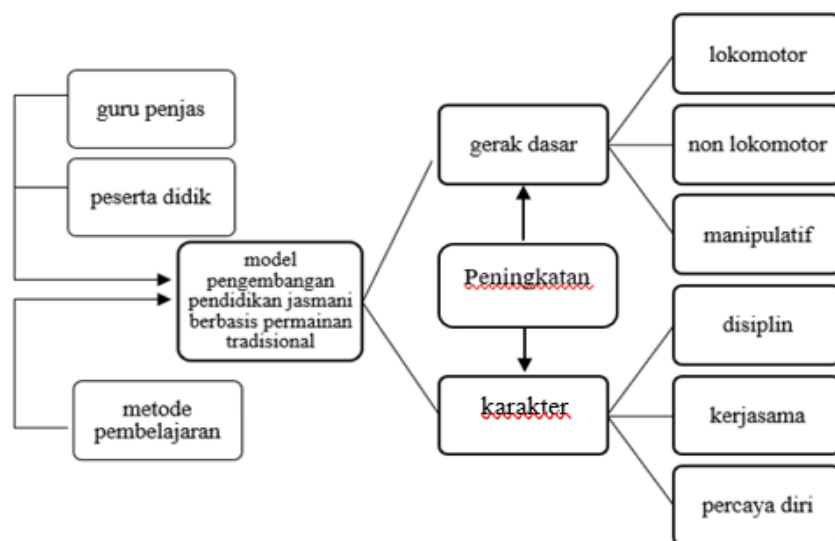 guru penjas
peserta didik
model
pengembangan
pendidikan jasmani
berbasis permainan
tradisional
metode
pembelajaran
gerak dasar
Peningkatan
karakter
lokomotor
non lokomotor
manipulatif
disiplin
kerjasama
percaya diri